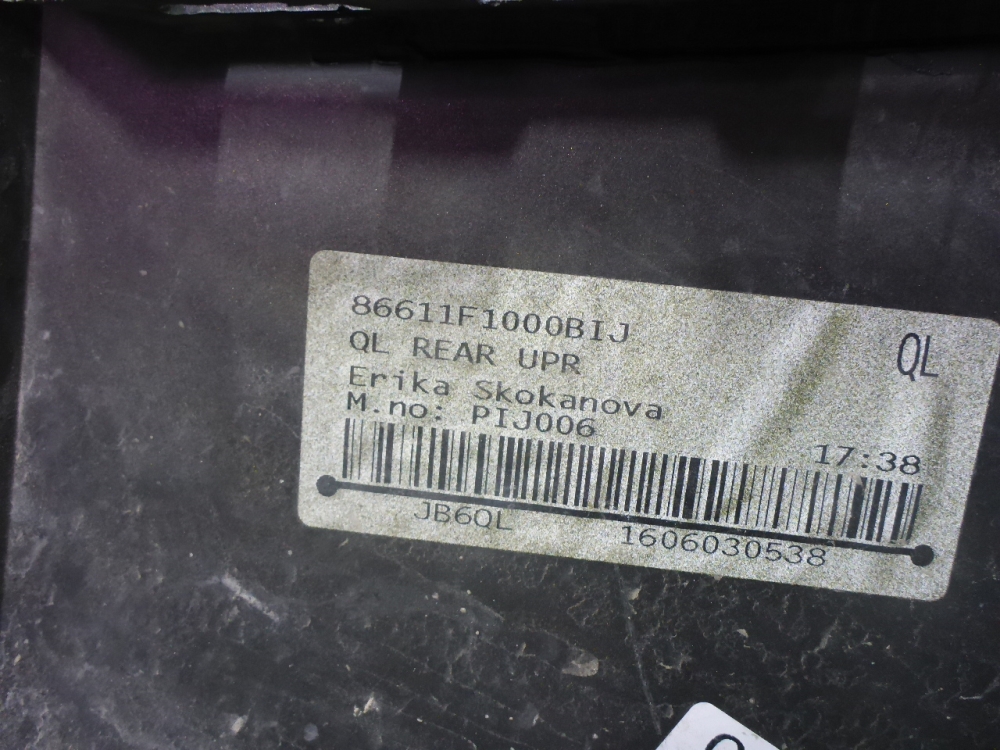 86611F1000BIJ
QL REAR UPR
QL
Erika Skokanova
M.no: PIJ006
17:38
JB6QL 1606030538